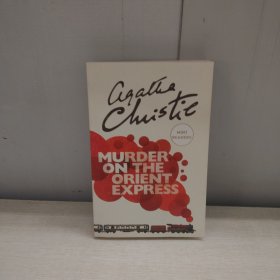 Agatha
Christie
MURDER
ON THE
ORIENT
EXPRESS